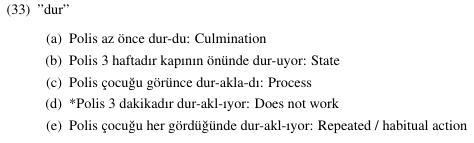 (33) ”dur”
(a) Polis az önce dur-du: Culmination
(b) Polis 3 haftadır kapının önünde dur-uyor: State
(c) Polis çocuğu görünce dur-akla-dı: Process
(d) *Polis 3 dakikadır dur-akl-ıyor: Does not work
(e) Polis çocuğu her gördüğünde dur-akl-ıyor: Repeated / habitual action